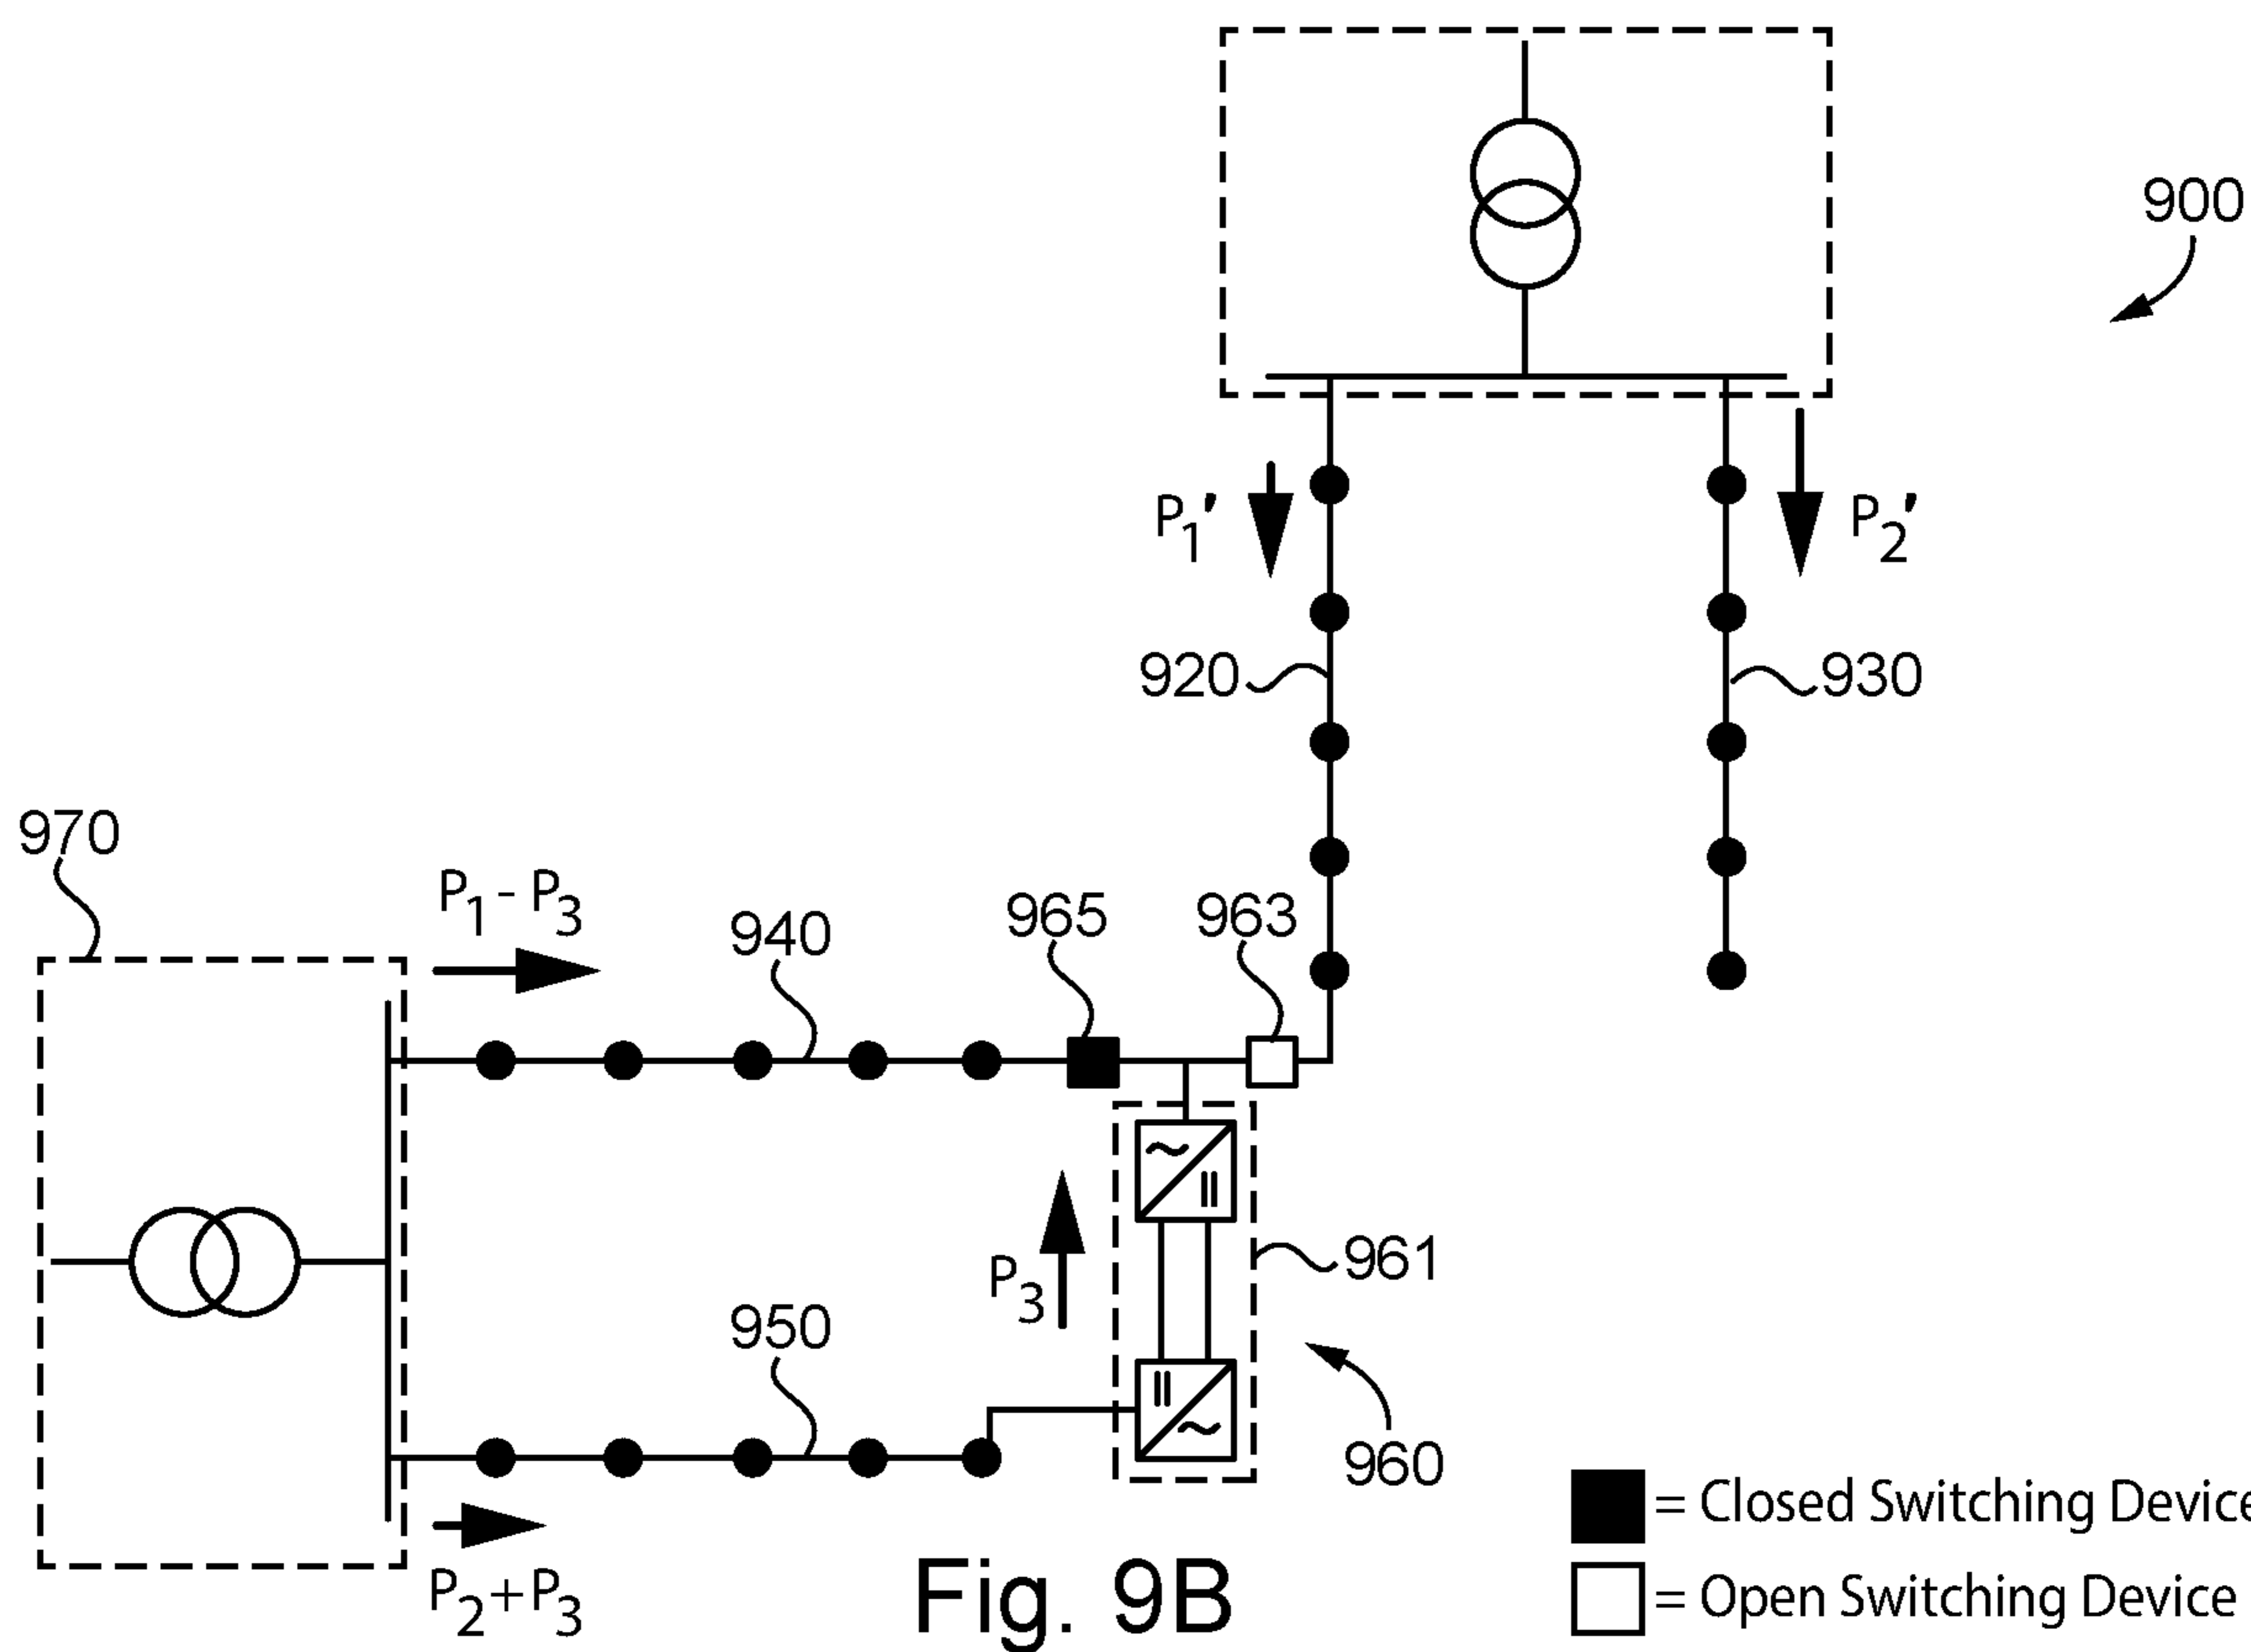 900
P1'
P2'
920
930
970
P1 - P3
940
965
963
P3
961
950
960
P2+P3
= Closed Switching Device
= Open Switching Device
Fig. 9B